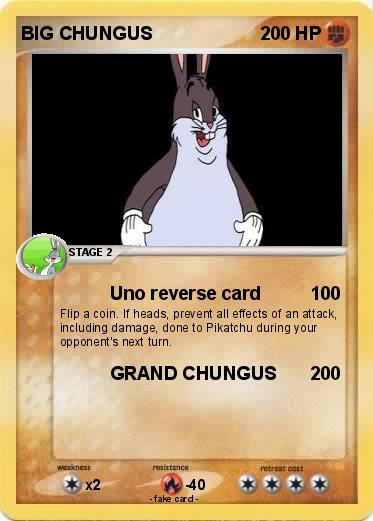 BIG CHUNGUS 200 HP
STAGE 2
Uno reverse card 100
Flip a coin. If heads, prevent all effects of an attack,
including damage, done to Pikatchu during your
opponent's next turn.
GRAND CHUNGUS 200
weakness resistance retreat cost
x2 -40
- fake card -